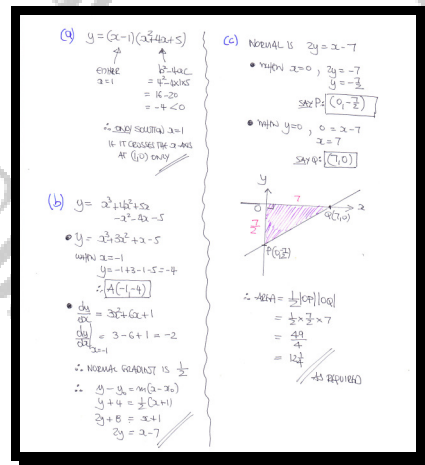 (a) y = (x-1)(x²+4x+5)
EITHER
x=1
b²-4ac
= 4²-4×1×5
= 16-20
= -4 < 0
∴ ONLY SOLUTION x=1
IE IT CROSSES THE x-AXIS
AT (1,0) ONLY
(b) y = x³+4x²+5x
-x²-4x-5
• y = x³+3x²+x-5
WHEN x=-1
y=-1+3-1-5=-4
∴ A(-1,-4)
• dy/dx = 3x²+6x+1
dy/dx|x=-1 = 3-6+1 = -2
∴ NORMAL GRADIENT IS 1/2
∴ y-y₀=m(x-x₀)
y+4 = 1/2(x+1)
2y+8 = x+1
2y = x-7
(c) NORMAL IS 2y = x-7
• WHEN x=0, 2y=-7
y=-7/2
SAY P: (0,-7/2)
• WHEN y=0, 0=x-7
x=7
SAY Q: (7,0)
y
7
O
x
Q(7,0)
7/2
P(0,7/2)
∴ AREA = 1/2|OP||OQ|
= 1/2 × 7/2 × 7
= 49/4
= 12 1/4
AS REQUIRED